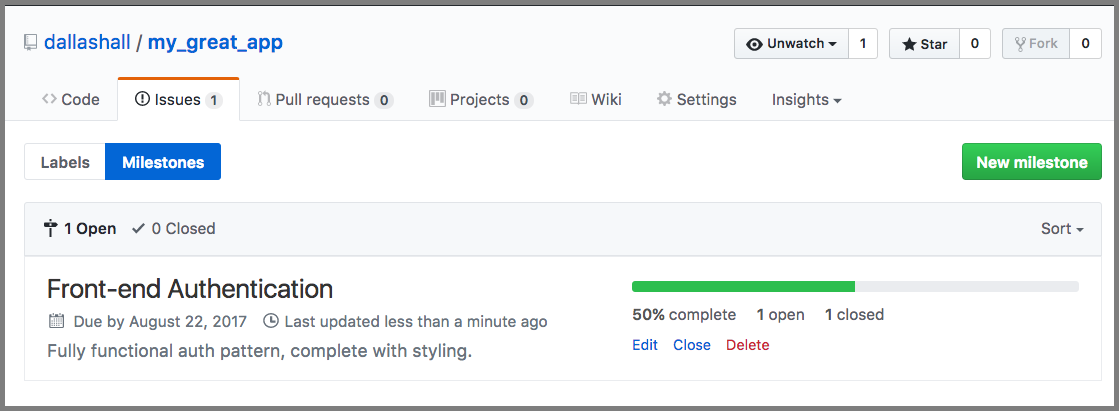 dallashall / my_great_app
Unwatch 1 Star 0 Fork 0
Code Issues 1 Pull requests 0 Projects 0 Wiki Settings Insights
Labels Milestones New milestone
1 Open 0 Closed Sort
Front-end Authentication
Due by August 22, 2017 Last updated less than a minute ago
Fully functional auth pattern, complete with styling.
50% complete 1 open 1 closed
Edit Close Delete